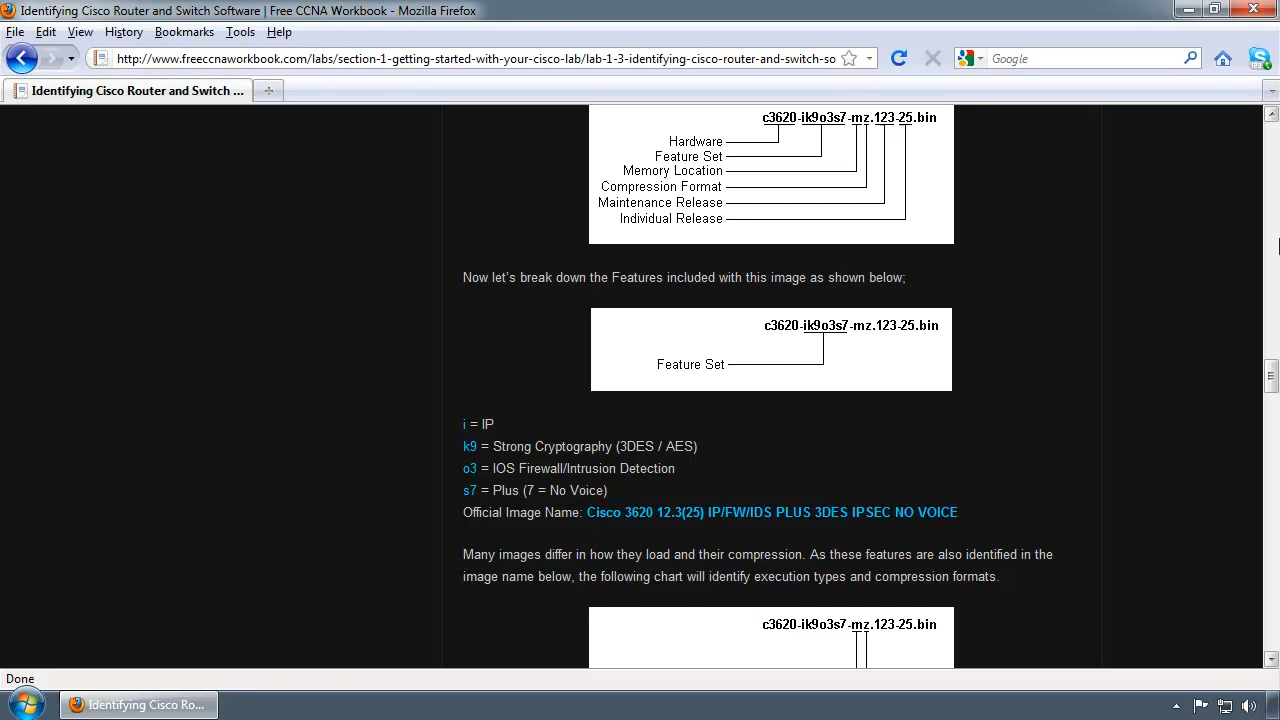 Identifying Cisco Router and Switch Software | Free CCNA Workbook - Mozilla Firefox
File Edit View History Bookmarks Tools Help
http://www.freeccnaworkbook.com/labs/section-1-getting-started-with-your-cisco-lab/lab-1-3-identifying-cisco-router-and-switch-so
Google
Identifying Cisco Router and Switch ...
c3620-ik9o3s7-mz.123-25.bin
Hardware
Feature Set
Memory Location
Compression Format
Maintenance Release
Individual Release
Now let's break down the Features included with this image as shown below;
c3620-ik9o3s7-mz.123-25.bin
Feature Set
i = IP
k9 = Strong Cryptography (3DES / AES)
o3 = IOS Firewall/Intrusion Detection
s7 = Plus (7 = No Voice)
Official Image Name: Cisco 3620 12.3(25) IP/FW/IDS PLUS 3DES IPSEC NO VOICE
Many images differ in how they load and their compression. As these features are also identified in the
image name below, the following chart will identify execution types and compression formats.
c3620-ik9o3s7-mz.123-25.bin
Done
Identifying Cisco Ro...